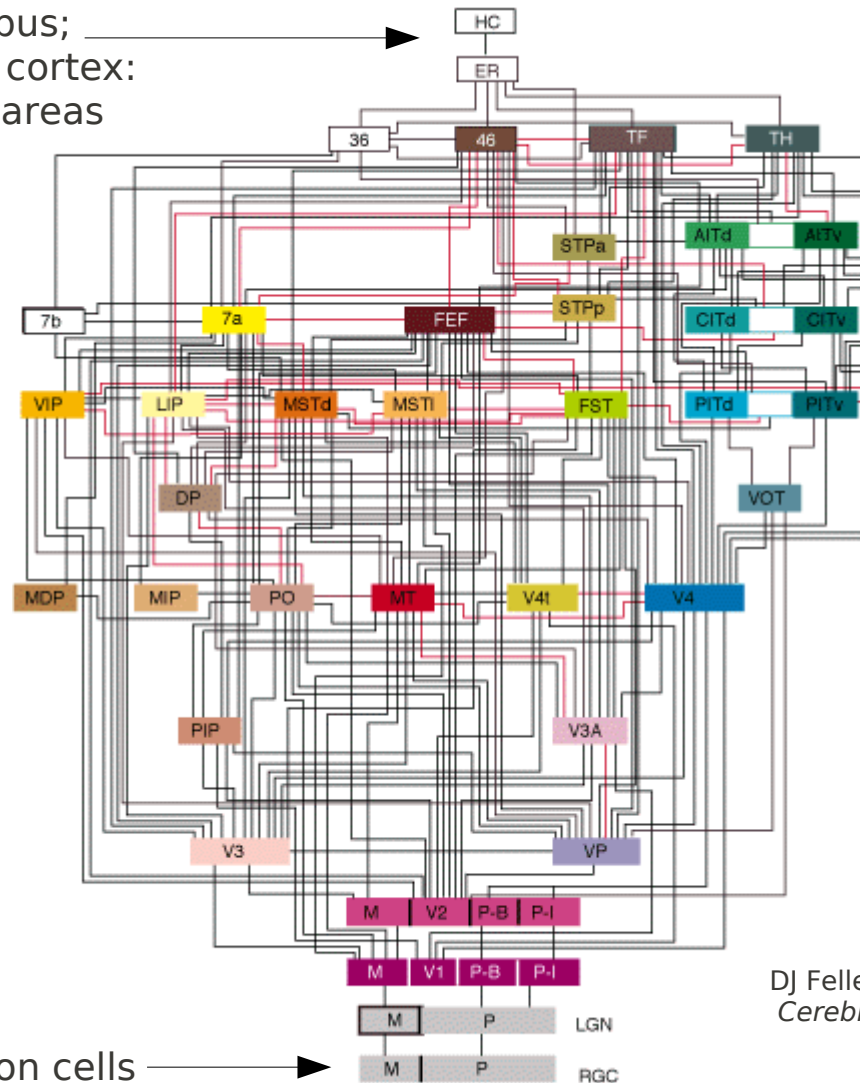 pus;
cortex:
areas
HC
ER
36 46 TF TH
STPa AITd AITv
STPp
7b 7a FEF CITd CITv
VIP LIP MSTd MSTl FST PITd PITv
DP VOT
MDP MIP PO MT V4t V4
PIP V3A
V3 VP
M V2 P-B P-I
M V1 P-B P-I
DJ Felle
Cerebr
M P LGN
on cells
M P RGC